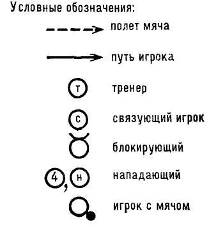 Условные обозначения:
полет мяча
путь игрока
т тренер
с связующий игрок
блокирующий
4, н нападающий
игрок с мячом